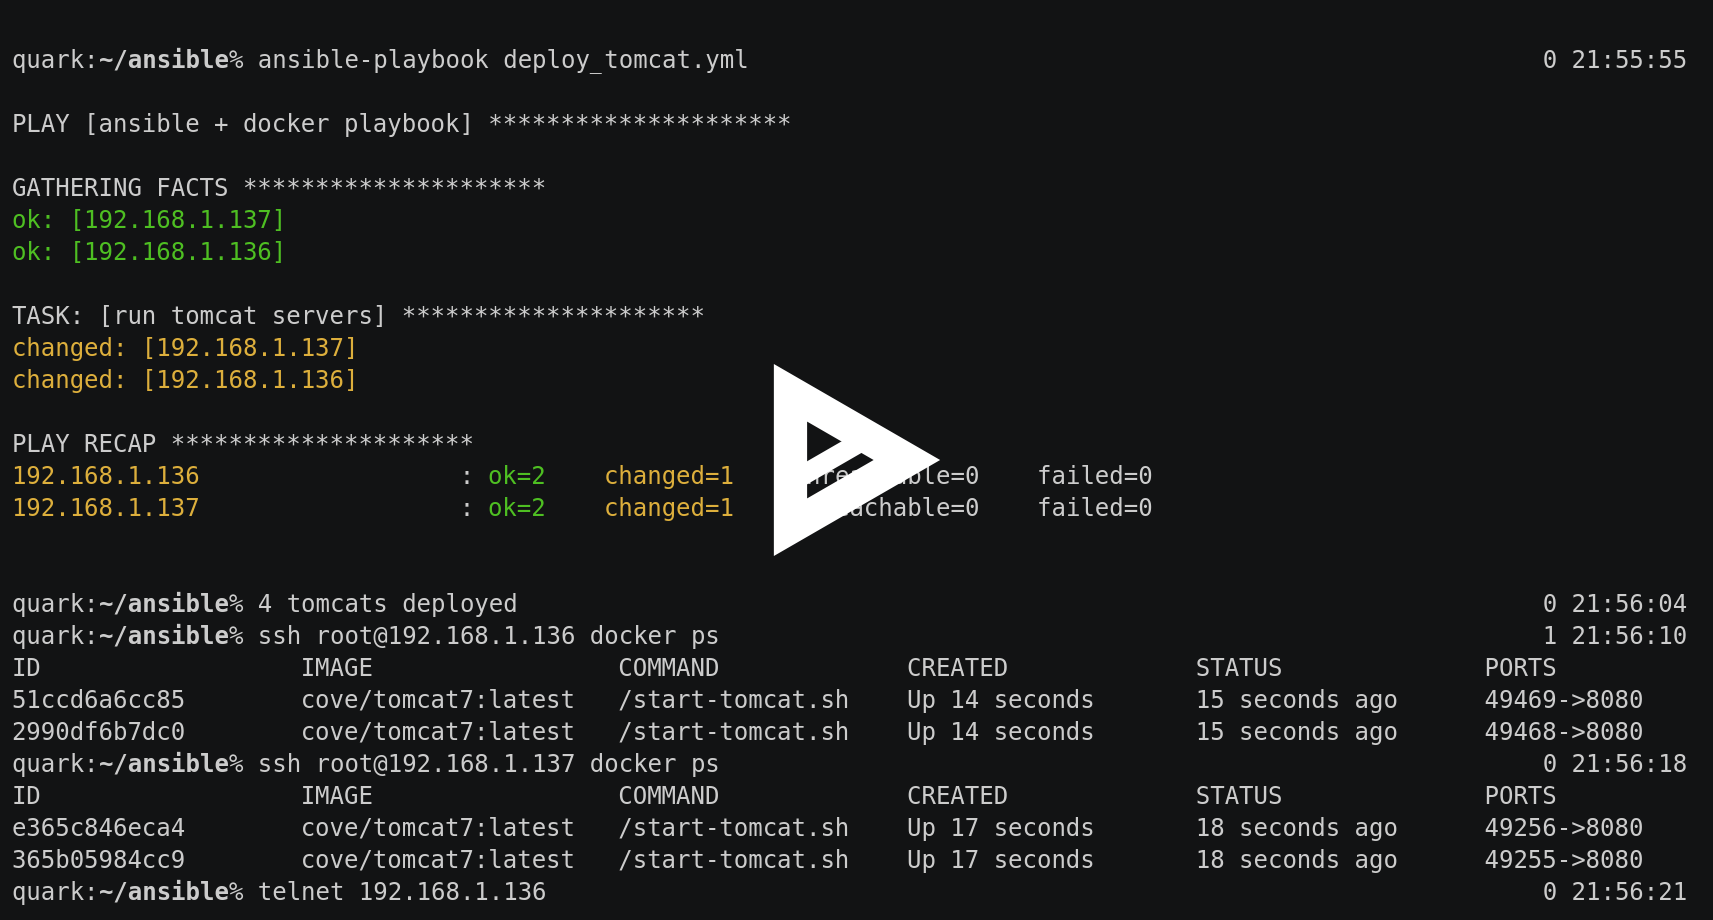 quark:~/ansible% ansible-playbook deploy_tomcat.yml 0 21:55:55
PLAY [ansible + docker playbook] *********************
GATHERING FACTS *********************
ok: [192.168.1.137]
ok: [192.168.1.136]
TASK: [run tomcat servers] *********************
changed: [192.168.1.137]
changed: [192.168.1.136]
PLAY RECAP *********************
192.168.1.136 : ok=2 changed=1 failed=0
192.168.1.137 : ok=2 changed=1 failed=0
quark:~/ansible% 4 tomcats deployed 0 21:56:04
quark:~/ansible% ssh root@192.168.1.136 docker ps 1 21:56:10
ID IMAGE COMMAND CREATED STATUS PORTS
51ccd6a6cc85 cove/tomcat7:latest /start-tomcat.sh Up 14 seconds 15 seconds ago 49469->8080
2990df6b7dc0 cove/tomcat7:latest /start-tomcat.sh Up 14 seconds 15 seconds ago 49468->8080
quark:~/ansible% ssh root@192.168.1.137 docker ps 0 21:56:18
ID IMAGE COMMAND CREATED STATUS PORTS
e365c846eca4 cove/tomcat7:latest /start-tomcat.sh Up 17 seconds 18 seconds ago 49256->8080
365b05984cc9 cove/tomcat7:latest /start-tomcat.sh Up 17 seconds 18 seconds ago 49255->8080
quark:~/ansible% telnet 192.168.1.136 0 21:56:21